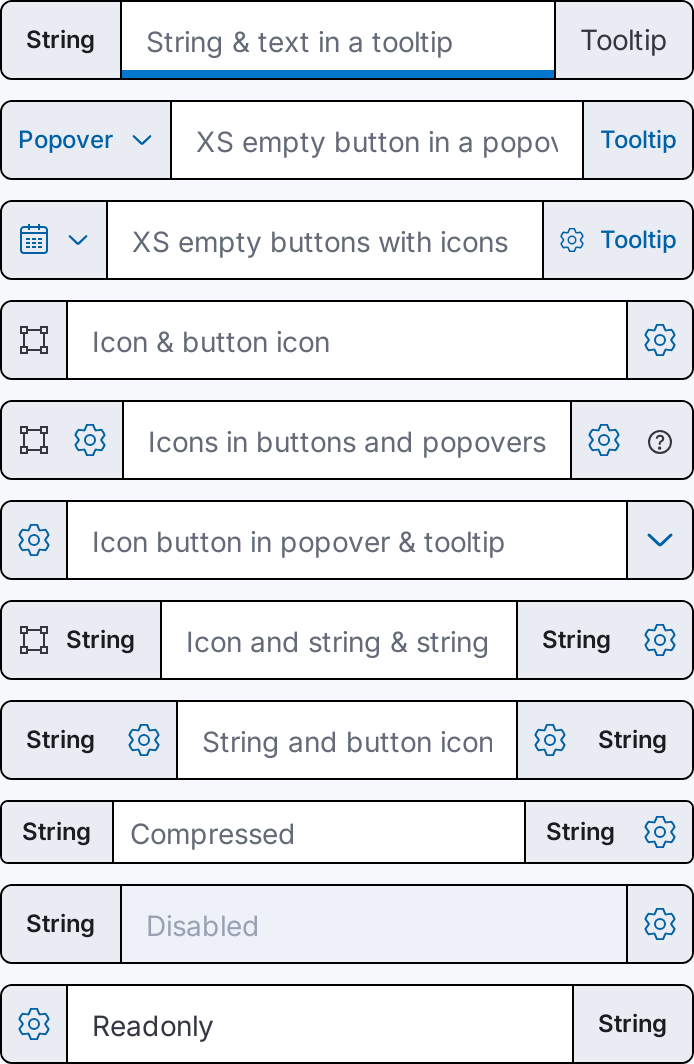 String String & text in a tooltip Tooltip
Popover XS empty button in a popov Tooltip
XS empty buttons with icons Tooltip
Icon & button icon
Icons in buttons and popovers
Icon button in popover & tooltip
String Icon and string & string String
String String and button icon String
String Compressed String
String Disabled
Readonly String